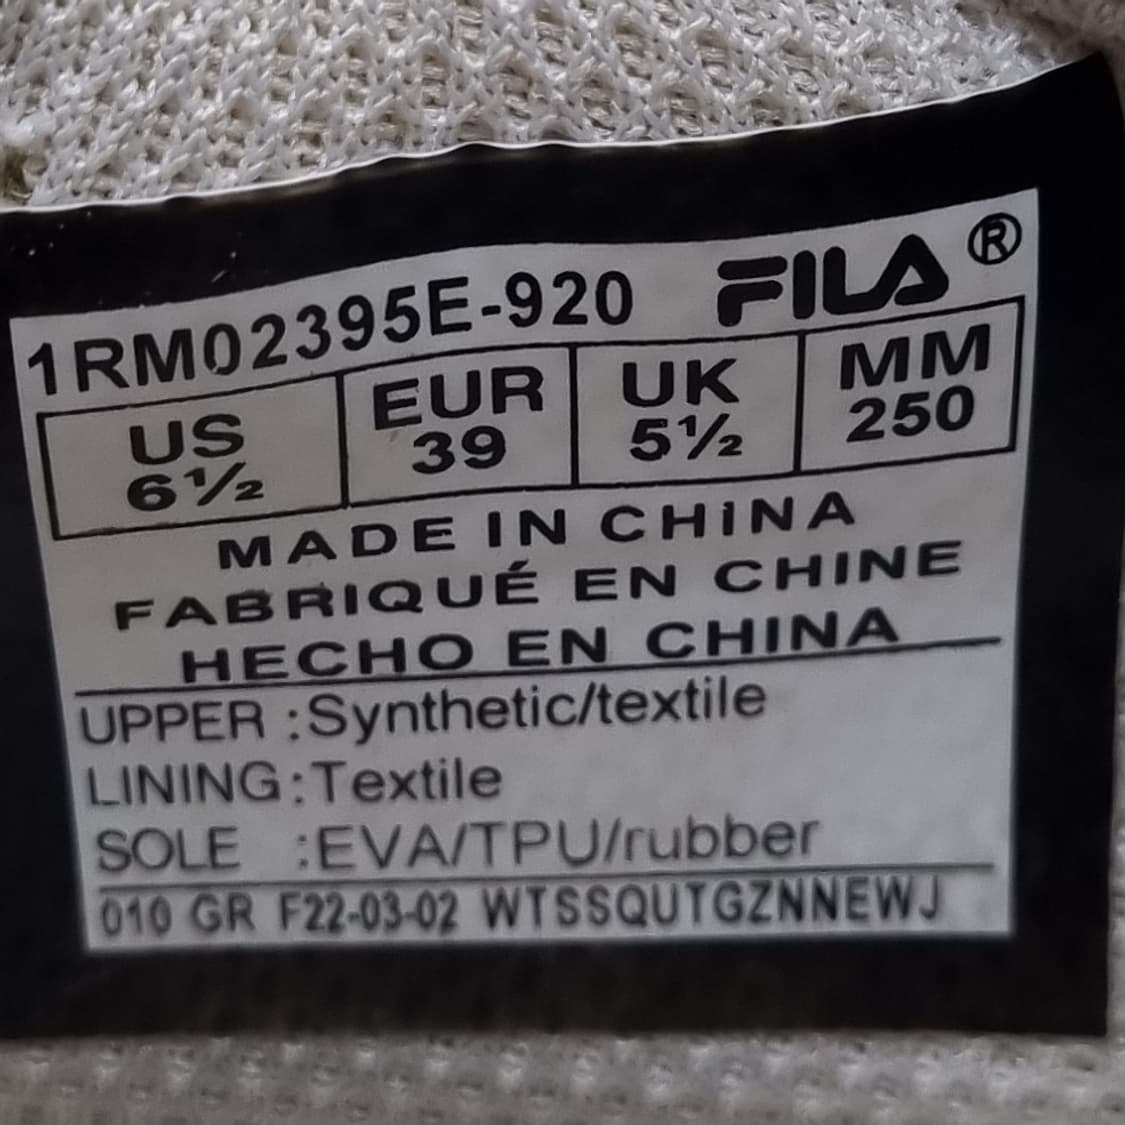 1RM02395E-920 FILA ®
US EUR UK MM
6½ 39 5½ 250
MADE IN CHINA
FABRIQUÉ EN CHINE
HECHO EN CHINA
UPPER :Synthetic/textile
LINING:Textile
SOLE :EVA/TPU/rubber
010 GR F22-03-02 WTSSQUTGZNNEWJ